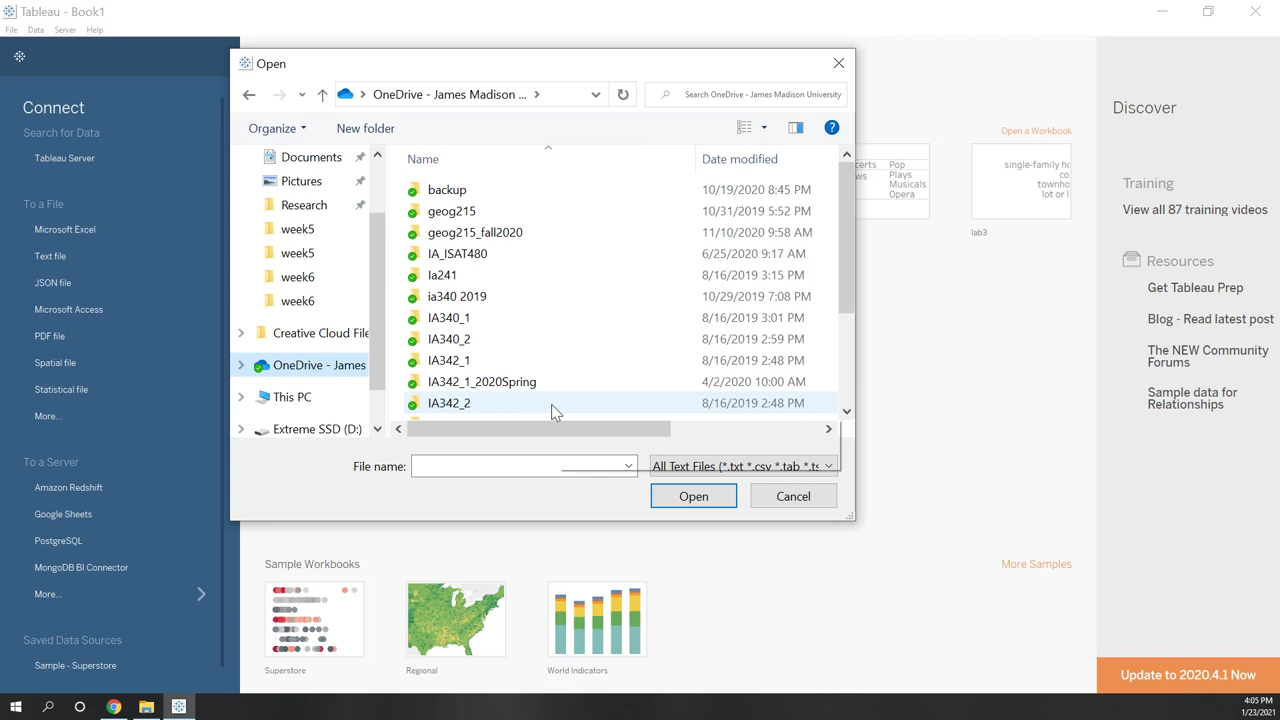 Tableau - Book1
File Data Server Help
Connect
Search for Data
Tableau Server
To a File
Microsoft Excel
Text file
JSON file
Microsoft Access
PDF file
Spatial file
Statistical file
More...
To a Server
Amazon Redshift
Google Sheets
PostgreSQL
MongoDB BI Connector
More...
Saved Data Sources
Sample - Superstore
Open
OneDrive - James Madison ...
Search OneDrive - James Madison University
Organize
New folder
Documents
Pictures
Research
week5
week5
week6
week6
Creative Cloud File
OneDrive - James
This PC
Extreme SSD (D:)
Name Date modified
backup 10/19/2020 8:45 PM
geog215 10/31/2019 5:52 PM
geog215_fall2020 11/10/2020 9:58 AM
IA_ISAT480 6/25/2020 9:17 AM
Ia241 8/16/2019 3:15 PM
ia340 2019 10/29/2019 7:08 PM
IA340_1 8/16/2019 3:01 PM
IA340_2 8/16/2019 2:59 PM
IA342_1 8/16/2019 2:48 PM
IA342_1_2020Spring 4/2/2020 10:00 AM
IA342_2 8/16/2019 2:48 PM
File name:
All Text Files (*.txt *.csv *.tab *.ts
Open
Cancel
Open a Workbook
certs Pop
ws Plays
Musicals
Opera
single-family ho
co
townho
lot or l
lab3
Sample Workbooks
More Samples
Superstore
Regional
World Indicators
Discover
Training
View all 87 training videos
Resources
Get Tableau Prep
Blog - Read latest post
The NEW Community
Forums
Sample data for
Relationships
Update to 2020.4.1 Now
4:05 PM
1/23/2021